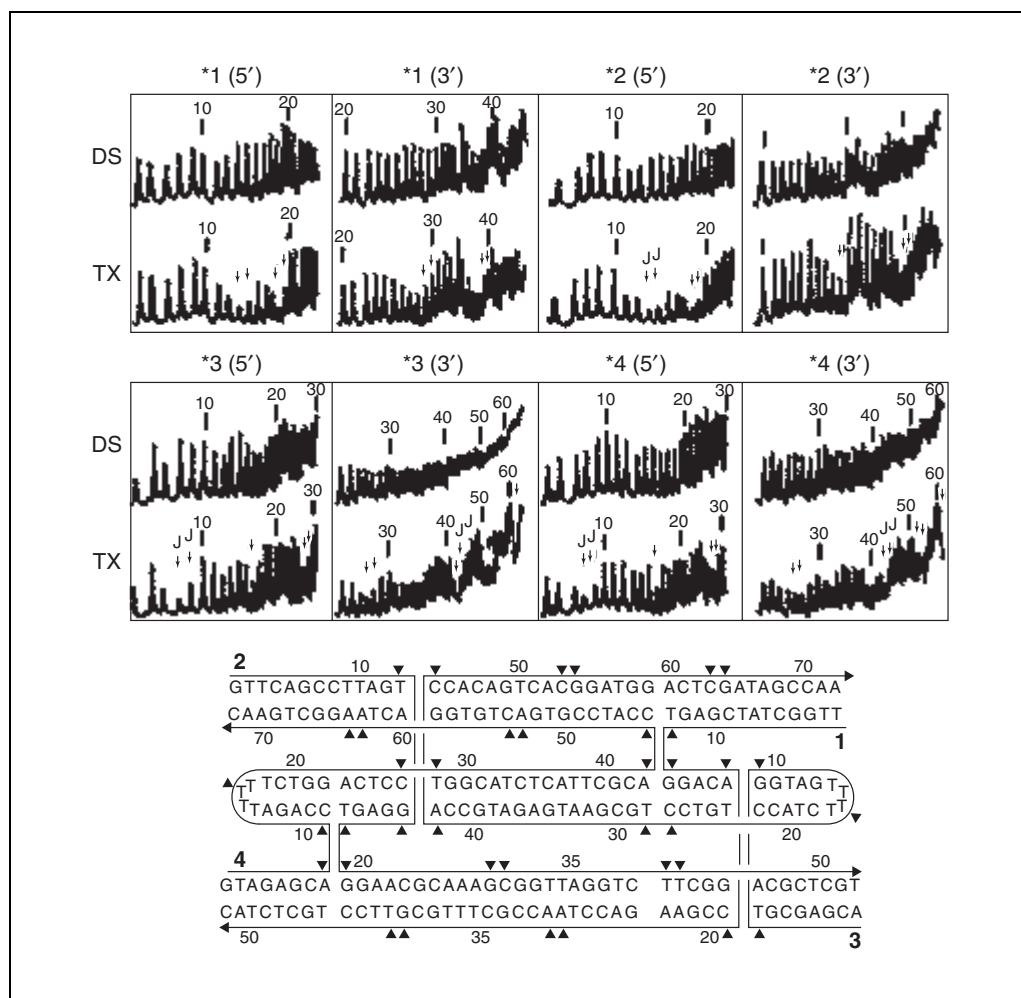 *1 (5′) *1 (3′) *2 (5′) *2 (3′)
10 20 20 30 40 10 20
DS
10 20 20 30 40 10 J J 20
TX
*3 (5′) *3 (3′) *4 (5′) *4 (3′)
10 20 30 30 40 50 60 10 20 30 30 40 50 60
DS
J J 10 20 30 30 40 J J 50 60 J J 10 20 30 30 40 J J 50 60
TX
2 10 50 60 70
GTTCAGCCTTAGT CCACAGTCACGGATGG ACTCGATAGCCAA
CAAGTCGGAATCA GGTGTCAGTGCCTACC TGAGCTATCGGTT
70 60 50 10 1
20 30 40 10
T T TCTGG ACTCC TGGCATCTCATTCGCA GGACA GGTAGT T
T T TAGACC TGAGG ACCGTAGAGTAAGCGT CCTGT CCATCT T
10 40 30 20
4 20 35 50
GTAGAGCA GGAACGCAAAGCGGTTAGGTC TTCGG ACGCTCGT
CATCTCGT CCTTGCGTTTCGCCAATCCAG AAGCC TGCGAGCA
50 35 20 3